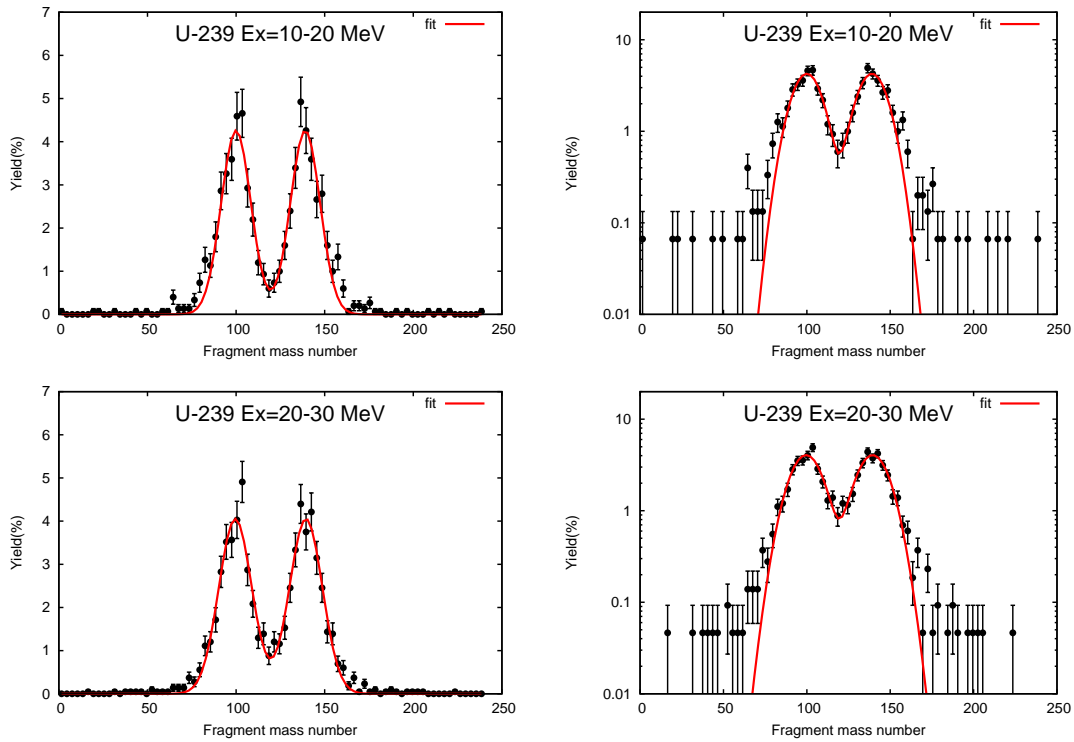 U-239 Ex=10-20 MeV
fit
Yield(%)
7
6
5
4
3
2
1
0
0 50 100 150 200 250
Fragment mass number
U-239 Ex=10-20 MeV
fit
Yield(%)
10
1
0.1
0.01
0 50 100 150 200 250
Fragment mass number
U-239 Ex=20-30 MeV
fit
Yield(%)
7
6
5
4
3
2
1
0
0 50 100 150 200 250
Fragment mass number
U-239 Ex=20-30 MeV
fit
Yield(%)
10
1
0.1
0.01
0 50 100 150 200 250
Fragment mass number